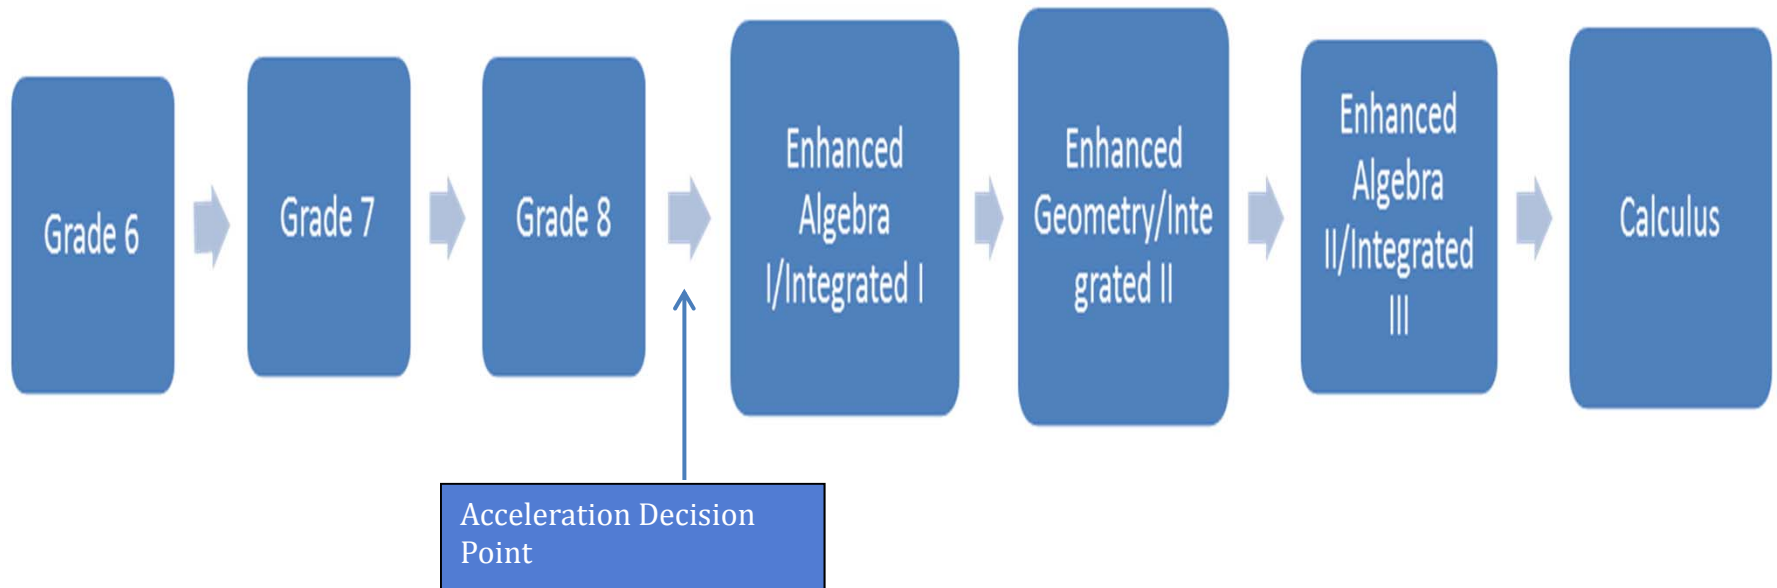 Grade 6
Grade 7
Grade 8
Enhanced
Algebra
I/Integrated I
Enhanced
Geometry/Inte
grated II
Enhanced
Algebra
II/Integrated
III
Calculus
Acceleration Decision
Point